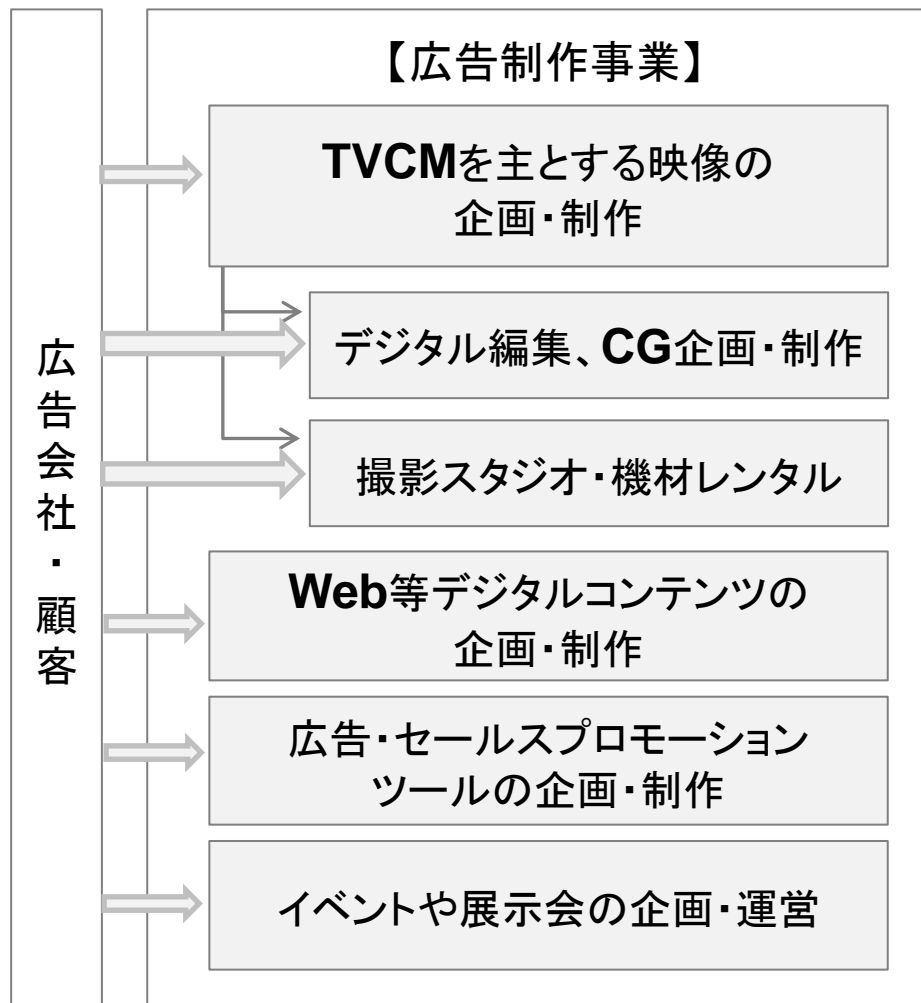 広告会社・顧客
【広告制作事業】
TVCMを主とする映像の
企画・制作
デジタル編集、CG企画・制作
撮影スタジオ・機材レンタル
Web等デジタルコンテンツの
企画・制作
広告・セールスプロモーション
ツールの企画・制作
イベントや展示会の企画・運営